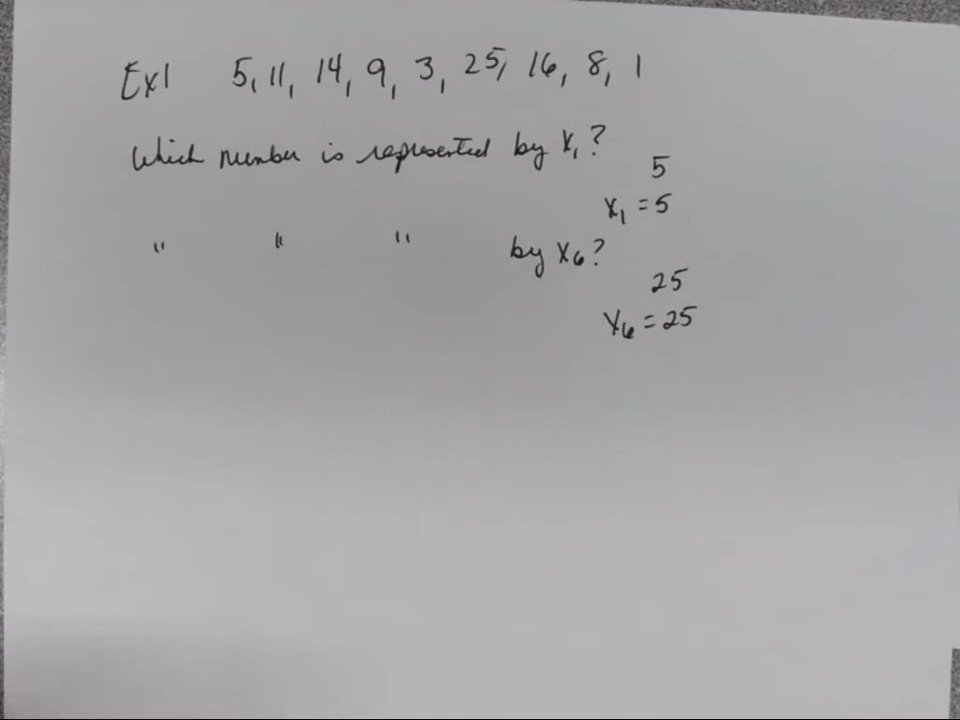 Ex1 5, 11, 14, 9, 3, 25, 16, 8, 1
Which number is represented by x₁?
5
x₁ = 5
" " " by x₆?
25
x₆ = 25